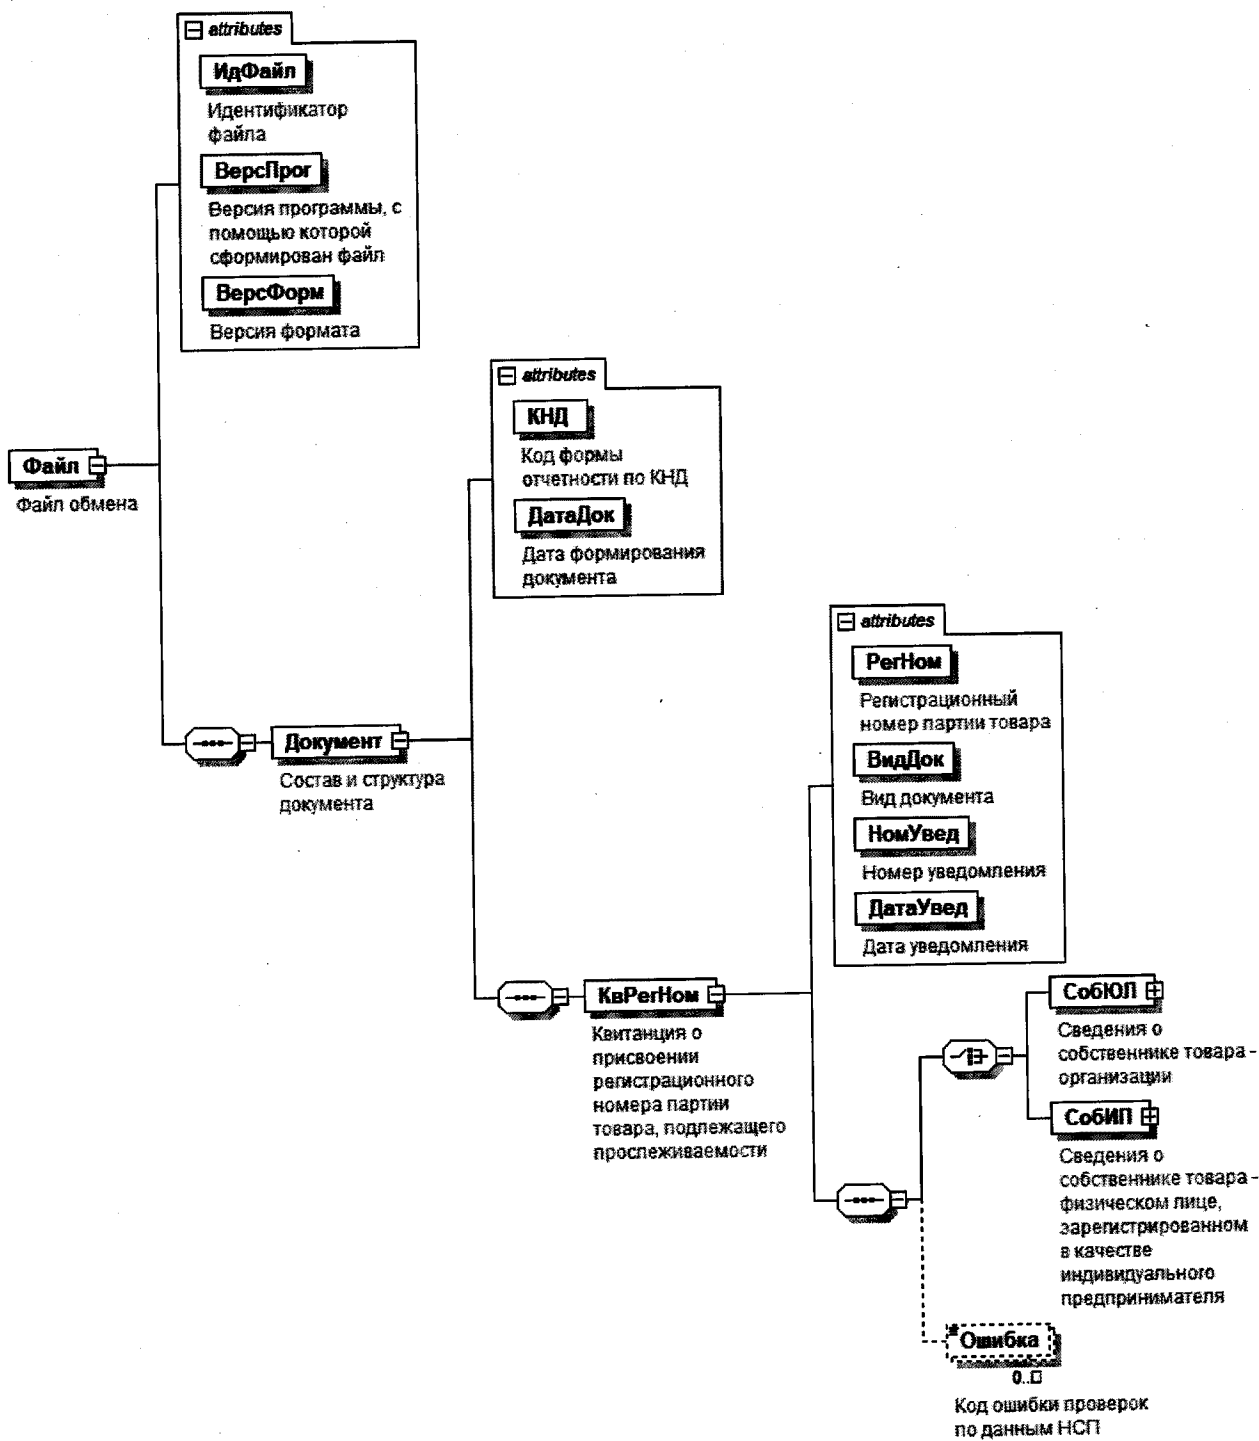 attributes
ИдФайл
Идентификатор
файла
ВерсПрог
Версия программы, с
помощью которой
сформирован файл
ВерсФорм
Версия формата
Файл
Файл обмена
attributes
КНД
Код формы
отчетности по КНД
ДатаДок
Дата формирования
документа
Документ
Состав и структура
документа
attributes
РегНом
Регистрационный
номер партии товара
ВидДок
Вид документа
НомУвед
Номер уведомления
ДатаУвед
Дата уведомления
КвРегНом
Квитанция о
присвоении
регистрационного
номера партии
товара, подлежащего
прослеживаемости
СобЮЛ
Сведения о
собственнике товара -
организации
СобИП
Сведения о
собственнике товара -
физическом лице,
зарегистрированном
в качестве
индивидуального
предпринимателя
Ошибка
0..□
Код ошибки проверок
по данным НСП